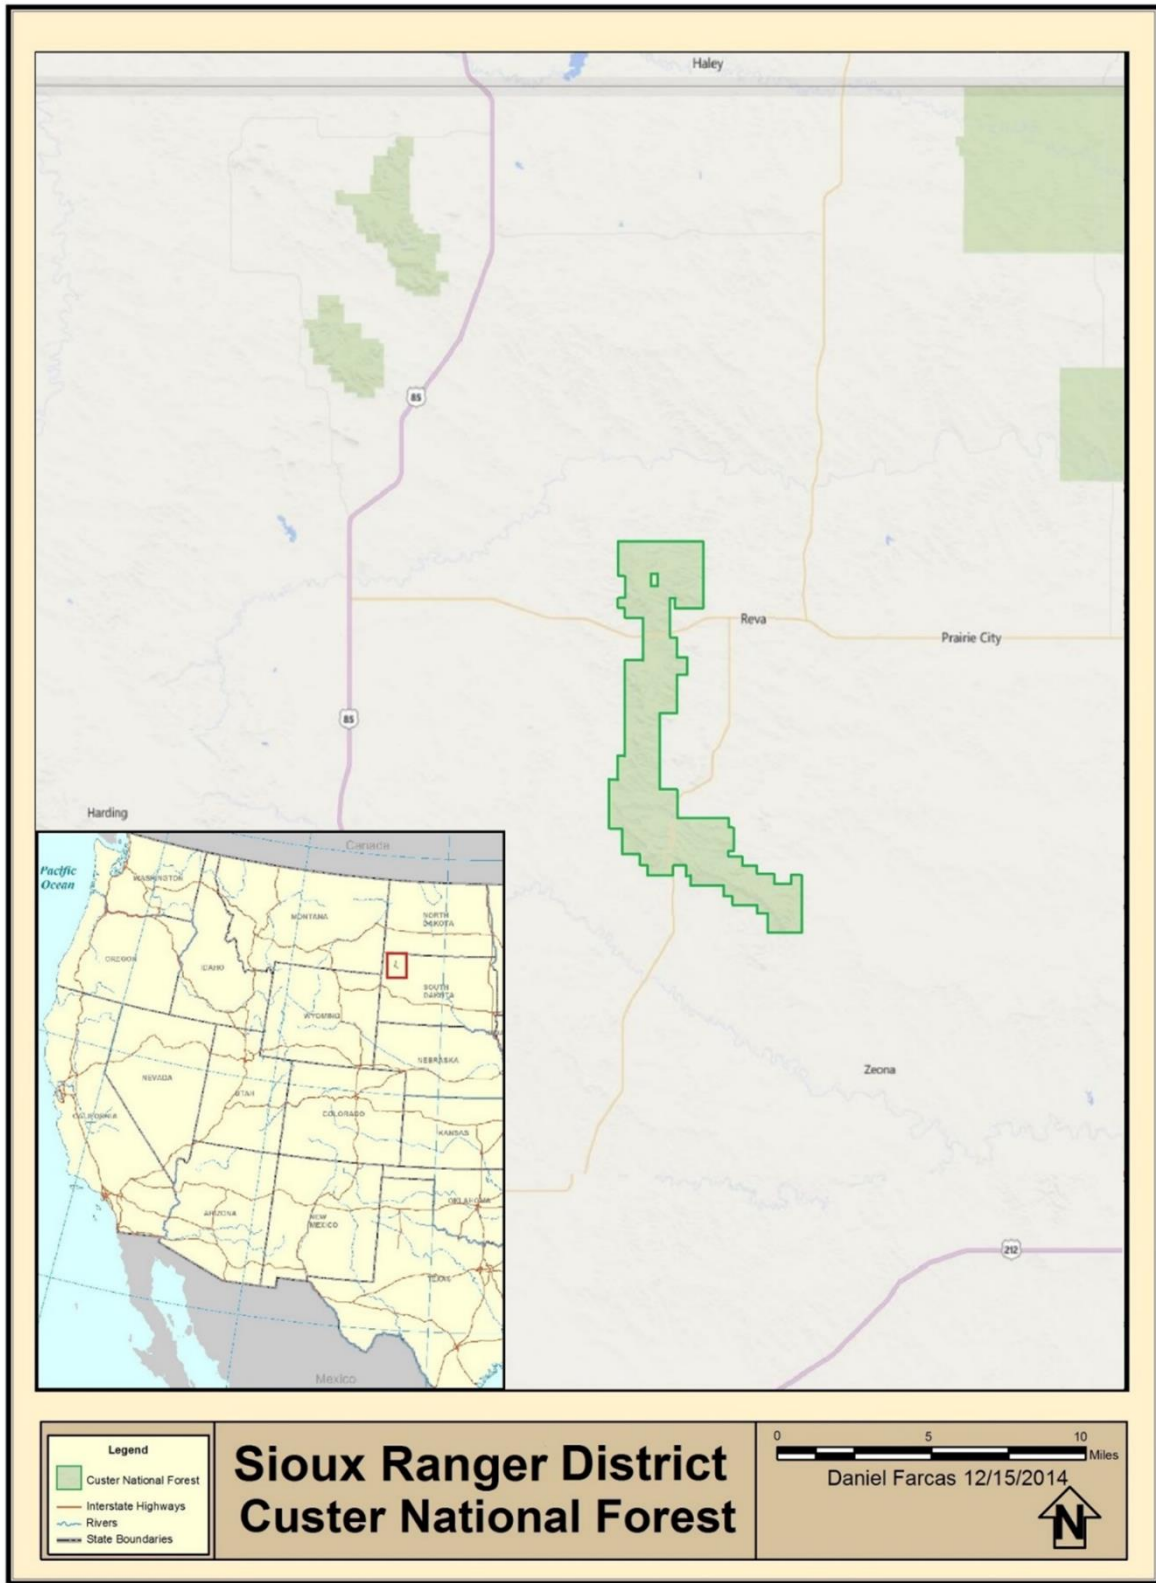 Haley
85
Reva
Prairie City
85
Harding
Canada
Pacific
Ocean
WASHINGTON
MONTANA
NORTH
DAKOTA
OREGON
IDAHO
SOUTH
DAKOTA
WYOMING
Zeona
NEBRASKA
NEVADA
UTAH
COLORADO
CALIFORNIA
KANSAS
ARIZONA
NEW
MEXICO
OKLAHOMA
212
TEXAS
Mexico
Legend
Custer National Forest
Interstate Highways
Rivers
State Boundaries
Sioux Ranger District
Custer National Forest
0 5 10
Miles
Daniel Farcas 12/15/2014
N